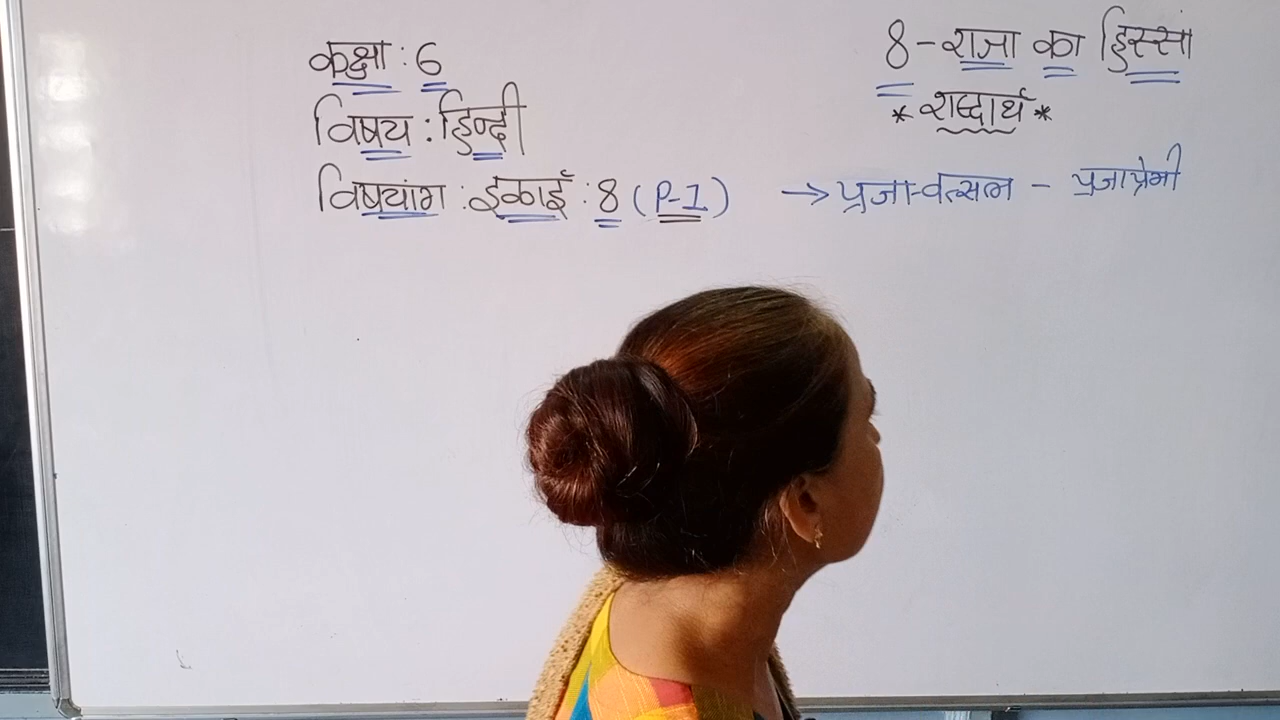 कक्षा : 6
विषय : हिन्दी
विषयांग : इकाई : 8 (P-1)
8 - राजा का हिस्सा
* शब्दार्थ *
→ प्रजा-वत्सल - प्रजाप्रेमी